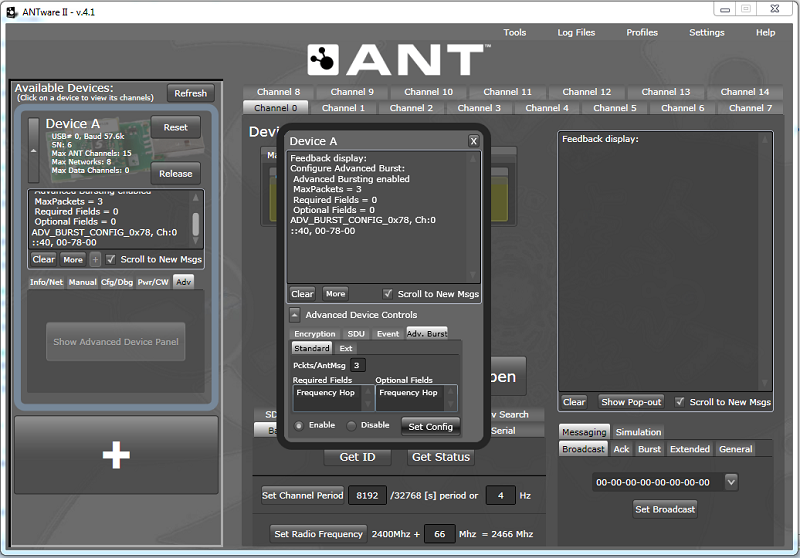 ANTware II - v.4.1
Tools Log Files Profiles Settings Help
ANT™
Available Devices:
(Click on a device to view its channels)
Refresh
Device A
USB# 0, Baud 57.6k
SN: 6
Max ANT Channels: 15
Max Networks: 8
Max Data Channels: 0
Reset
Release
Advanced Bursting enabled
MaxPackets = 3
Required Fields = 0
Optional Fields = 0
ADV_BURST_CONFIG_0x78, Ch:0
::40, 00-78-00
Clear More + Scroll to New Msgs
Info/Net Manual Cfg/Dbg Pwr/CW Adv
Show Advanced Device Panel
+
Channel 8 Channel 9 Channel 10 Channel 11 Channel 12 Channel 13 Channel 14
Channel 0 Channel 1 Channel 2 Channel 3 Channel 4 Channel 5 Channel 6 Channel 7
Device A
X
Feedback display:
Configure Advanced Burst:
Advanced Bursting enabled
MaxPackets = 3
Required Fields = 0
Optional Fields = 0
ADV_BURST_CONFIG_0x78, Ch:0
::40, 00-78-00
Clear More Scroll to New Msgs
Advanced Device Controls
Encryption SDU Event Adv. Burst
Standard Ext
Pckts/AntMsg 3
Required Fields Optional Fields
Frequency Hop Frequency Hop
Enable Disable Set Config
pen
v Search
Serial
Get ID Get Status
Set Channel Period 8192 /32768 [s] period or 4 Hz
Set Radio Frequency 2400Mhz + 66 Mhz = 2466 Mhz
Feedback display:
Clear Show Pop-out Scroll to New Msgs
Messaging Simulation
Broadcast Ack Burst Extended General
00-00-00-00-00-00-00-00
Set Broadcast